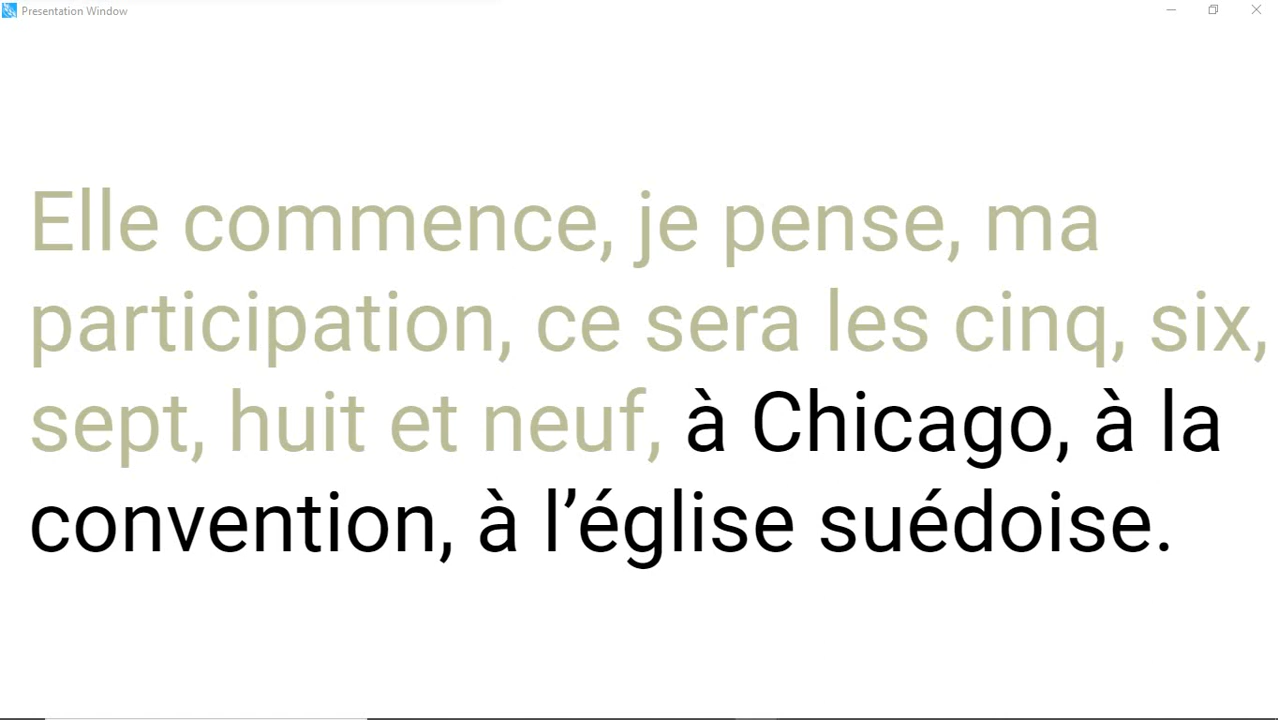 Presentation Window
Elle commence, je pense, ma
participation, ce sera les cinq, six,
sept, huit et neuf, à Chicago, à la
convention, à l’église suédoise.